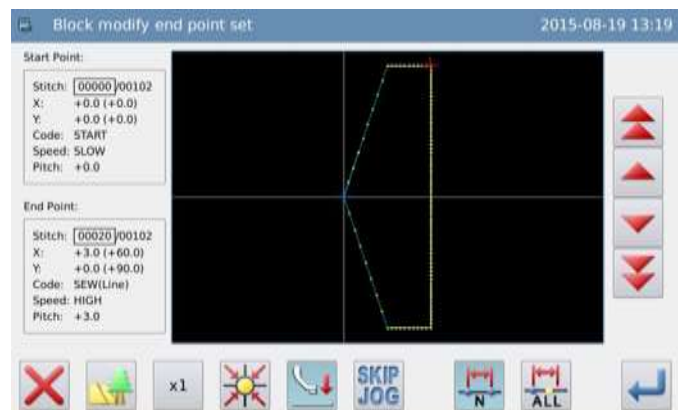 Block modify end point set 2015-08-19 13:19
Start Point:
Stitch: 00000/00102
X: +0.0 (+0.0)
Y: +0.0 (+0.0)
Code: START
Speed: SLOW
Pitch: +0.0
End Point:
Stitch: 00020/00102
X: +3.0 (+60.0)
Y: +0.0 (+90.0)
Code: SEW(Line)
Speed: HIGH
Pitch: +3.0
x1
SKIP
JOG
N
ALL